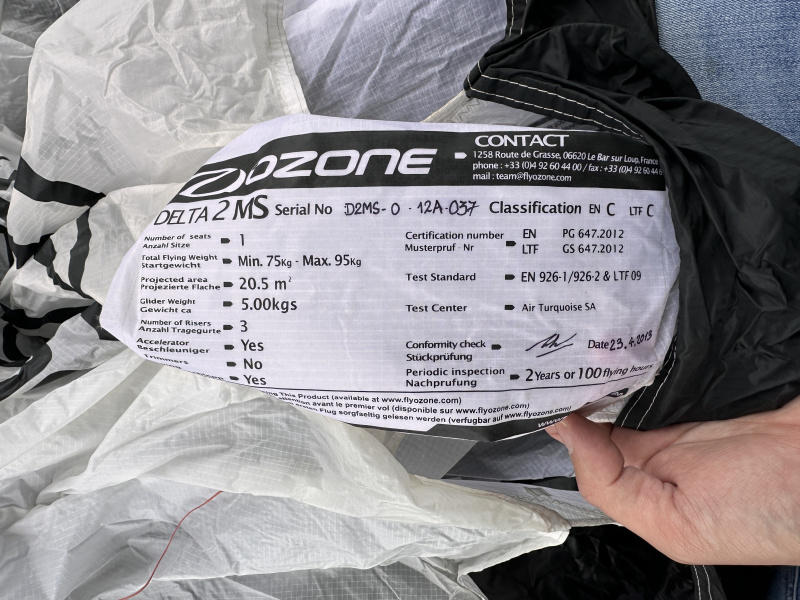 OZONE
CONTACT
1258 Route de Grasse, 06620 Le Bar sur Loup, France
phone : +33 (0)4 92 60 44 00 / fax : +33 (0)4 92 60 44
mail : team@flyozone.com
DELTA 2 MS Serial No D2MS-O-12A-037 Classification EN C LTF C
Number of seats
Anzahl Sitze
1
Total Flying Weight
Startgewicht
Min. 75Kg - Max. 95kg
Projected area
Projezierte Flache
20.5 m²
Glider Weight
Gewicht ca
5.00kgs
Number of Risers
Anzahl Tragegurte
3
Accelerator
Beschleuniger
Yes
Trimmers
No
Yes
Certification number
Musterpruf - Nr
EN PG 647.2012
LTF GS 647.2012
Test Standard
EN 926-1/926-2 & LTF 09
Test Center
Air Turquoise SA
Conformity check
Stückprüfung
Date 23.4.2013
Periodic inspection
Nachprüfung
2 Years or 100 flying hours
This Product (available at www.flyozone.com)
avant le premier vol (disponible sur www.flyozone.com)
Flug sorgfaeltig gelesen werden (verfugbar auf www.flyozone.com)